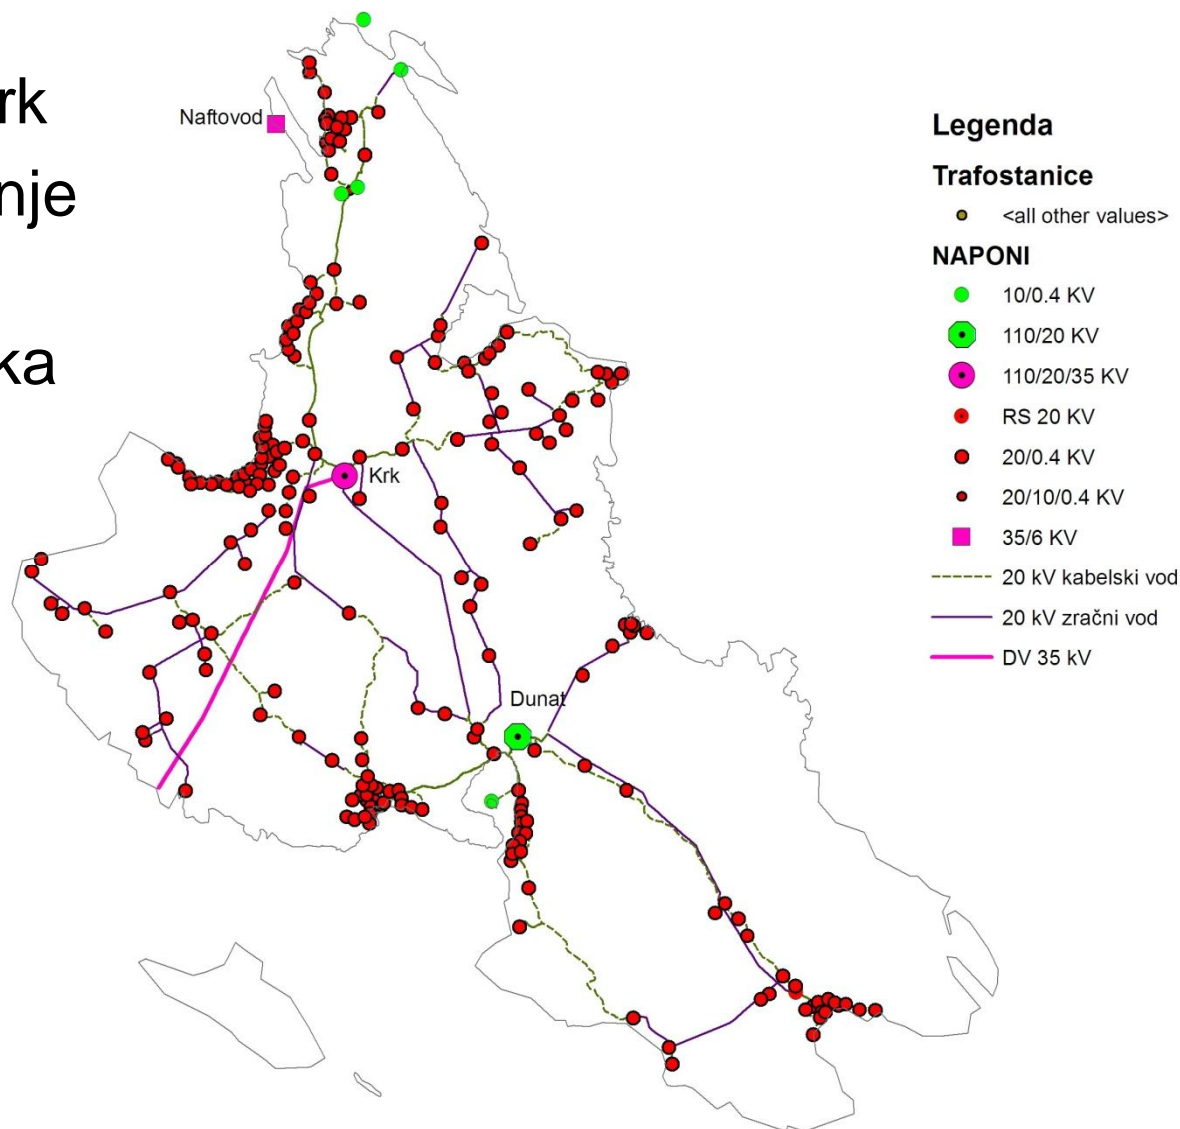 rk
nje
ka
Naftovod
Krk
Dunat
Legenda
Trafostanice
<all other values>
NAPONI
10/0.4 KV
110/20 KV
110/20/35 KV
RS 20 KV
20/0.4 KV
20/10/0.4 KV
35/6 KV
20 kV kabelski vod
20 kV zračni vod
DV 35 kV